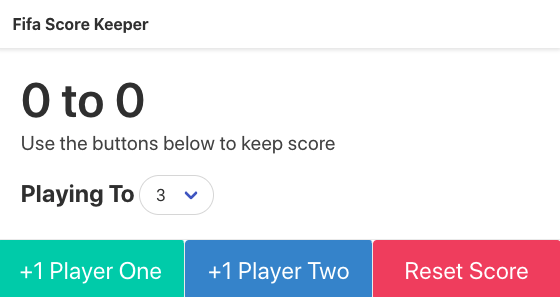 Fifa Score Keeper
0 to 0
Use the buttons below to keep score
Playing To 3
+1 Player One +1 Player Two Reset Score